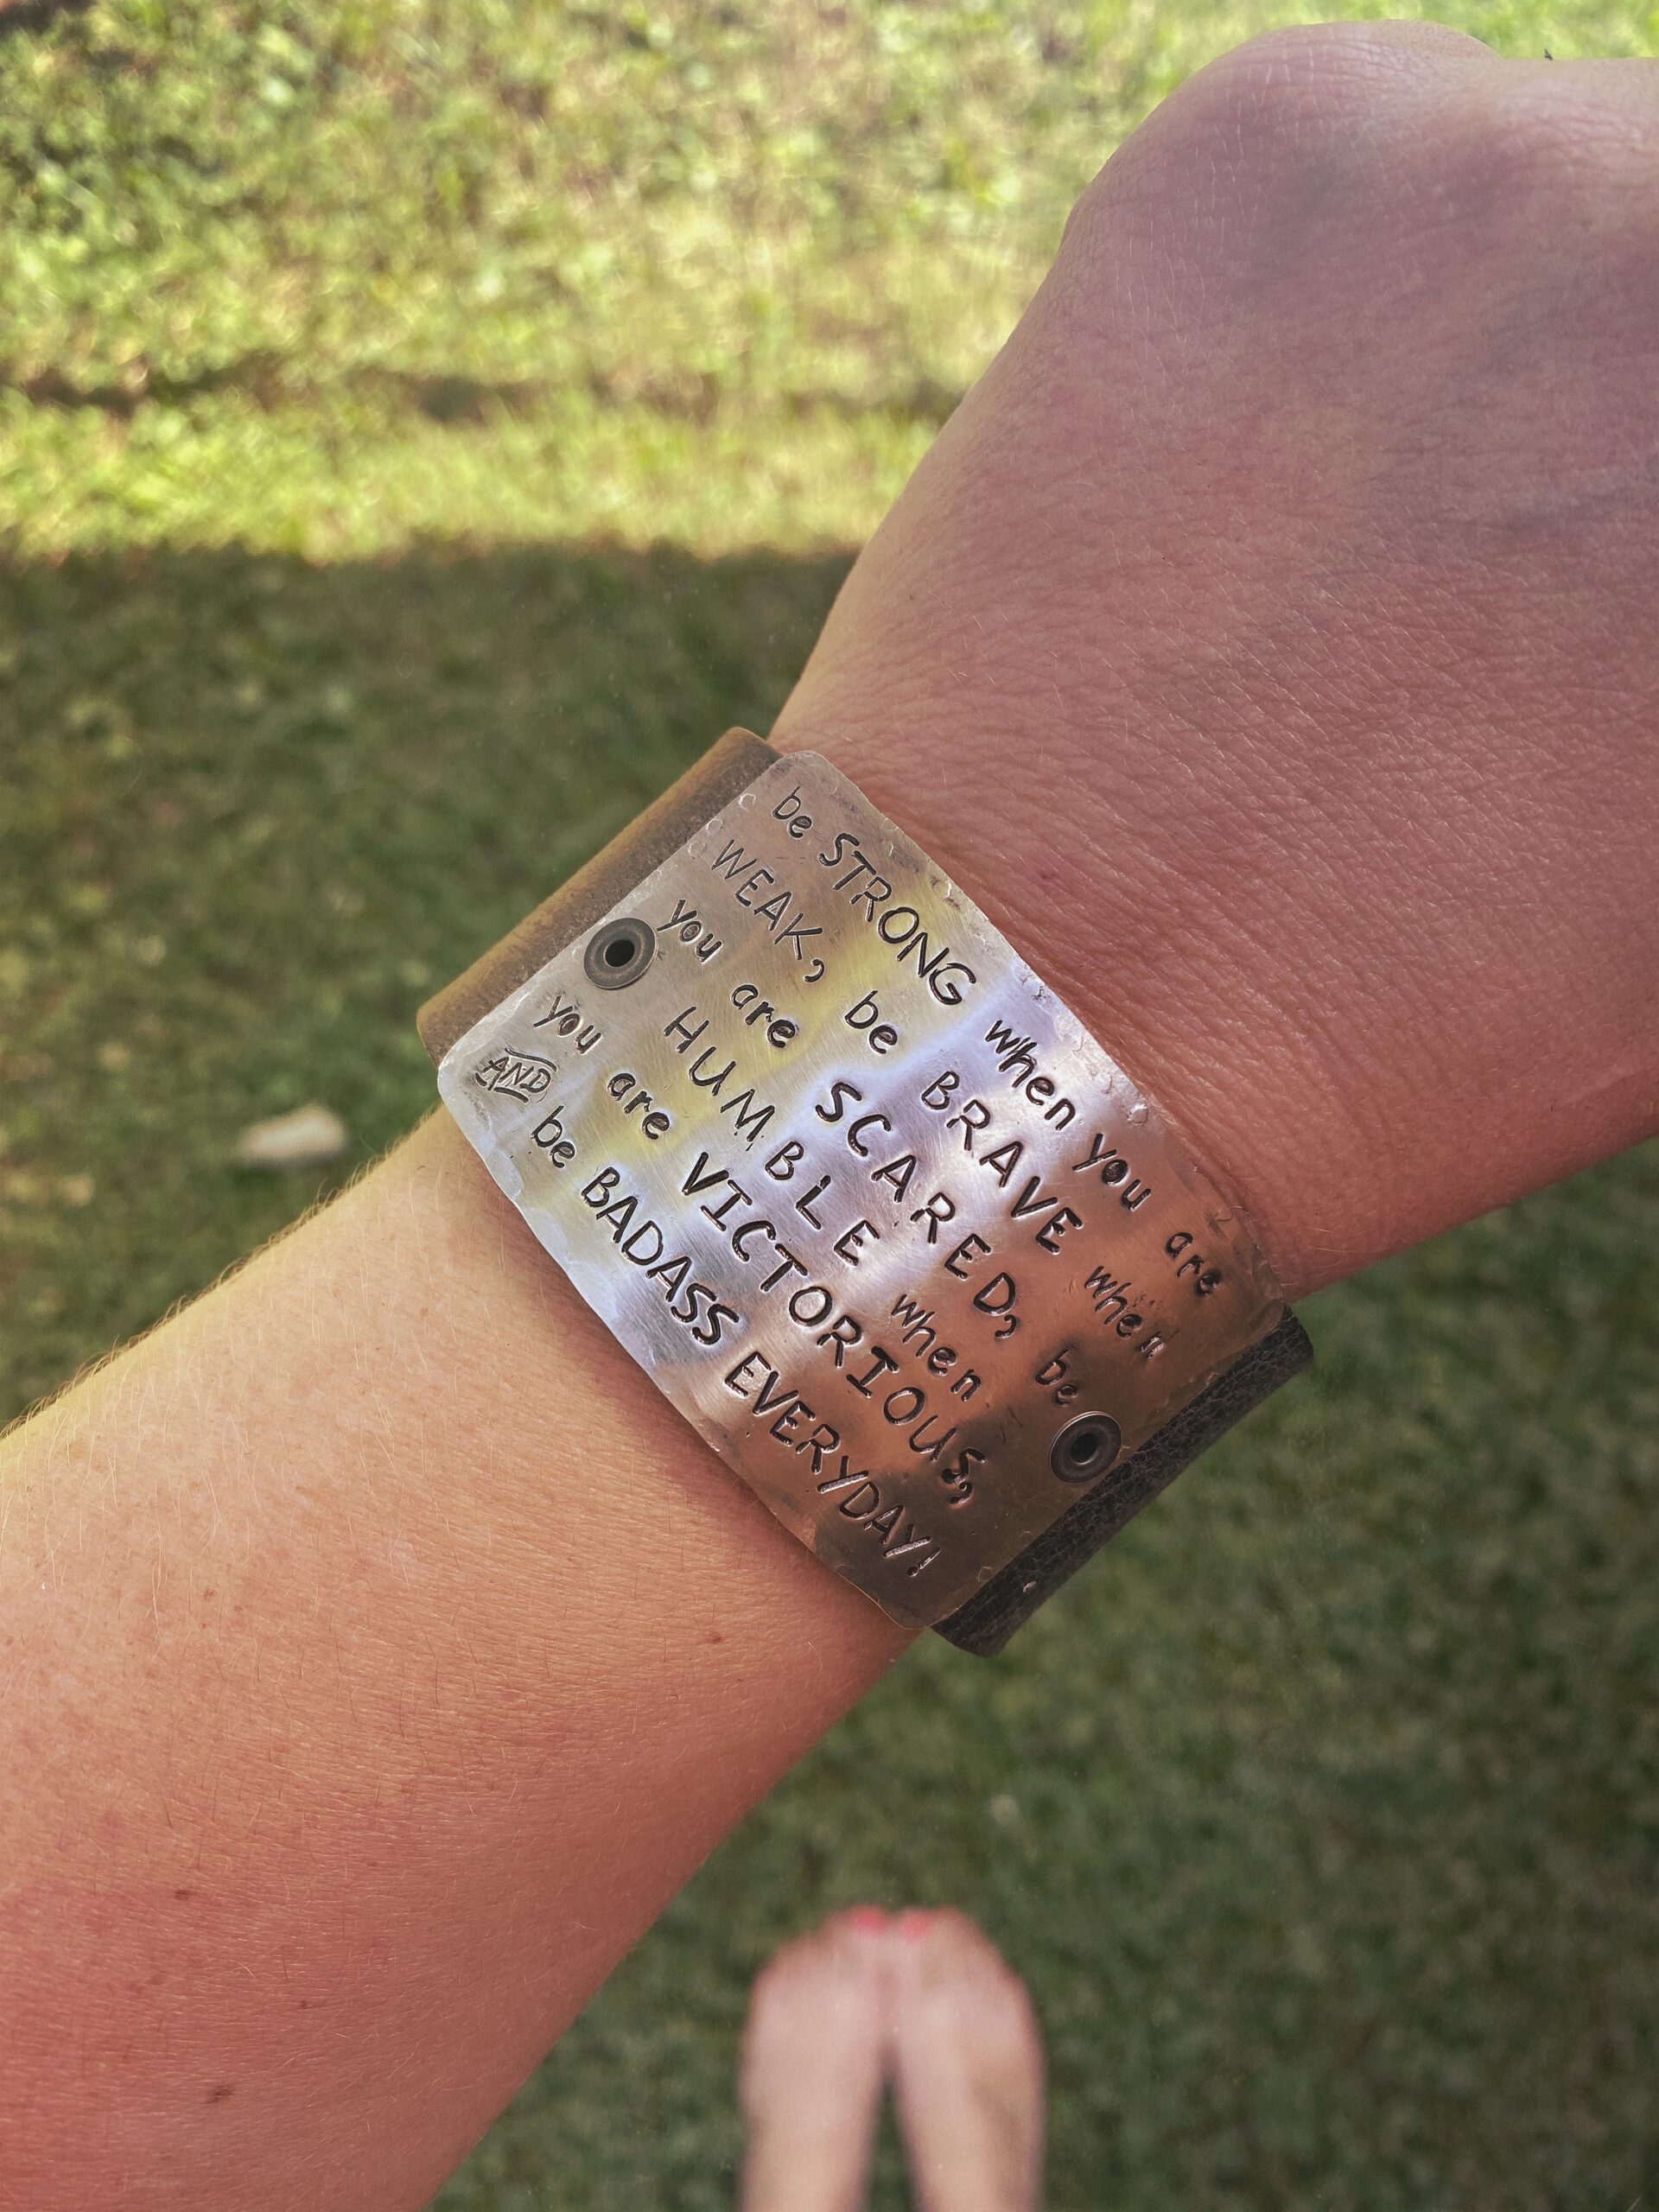 be STRONG when you are
WEAK, be BRAVE when
you are SCARED, be
HUMBLE when
you are VICTORIOUS,
AND be BADASS EVERYDAY!